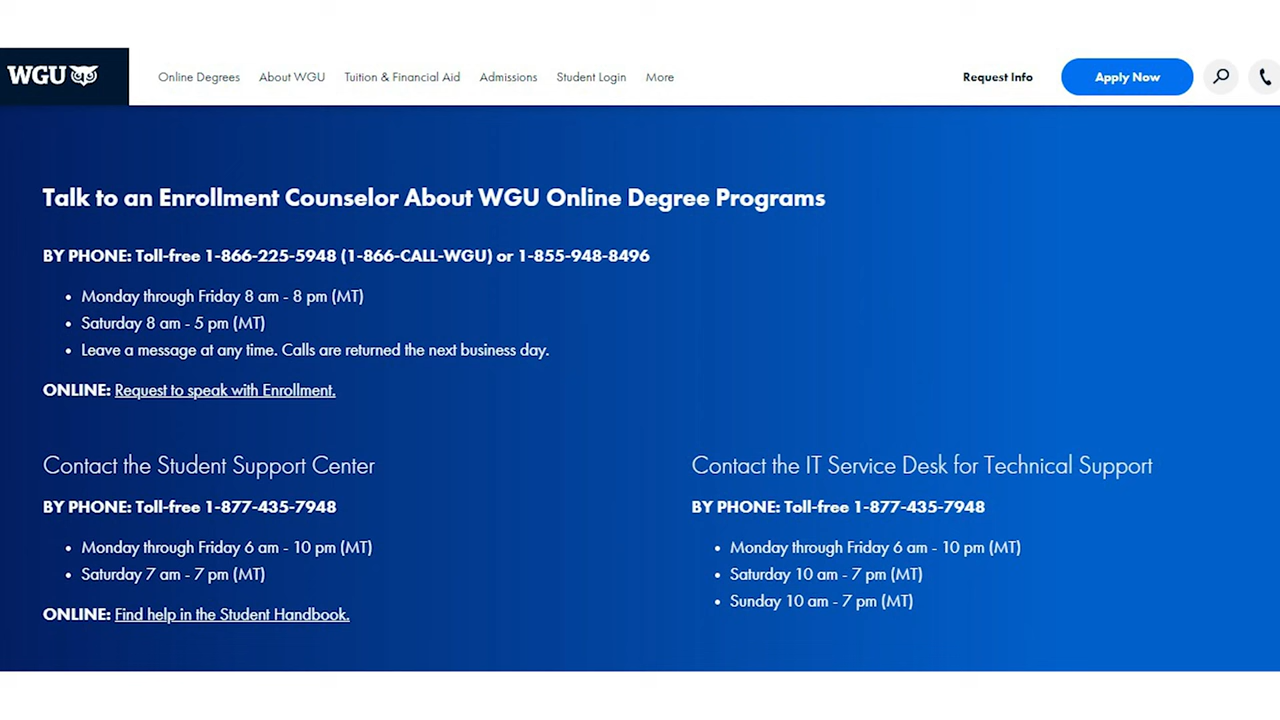 WGU
Online Degrees About WGU Tuition & Financial Aid Admissions Student Login More Request Info Apply Now
Talk to an Enrollment Counselor About WGU Online Degree Programs
BY PHONE: Toll-free 1-866-225-5948 (1-866-CALL-WGU) or 1-855-948-8496
• Monday through Friday 8 am - 8 pm (MT)
• Saturday 8 am - 5 pm (MT)
• Leave a message at any time. Calls are returned the next business day.
ONLINE: Request to speak with Enrollment.
Contact the Student Support Center
BY PHONE: Toll-free 1-877-435-7948
• Monday through Friday 6 am - 10 pm (MT)
• Saturday 7 am - 7 pm (MT)
ONLINE: Find help in the Student Handbook.
Contact the IT Service Desk for Technical Support
BY PHONE: Toll-free 1-877-435-7948
• Monday through Friday 6 am - 10 pm (MT)
• Saturday 10 am - 7 pm (MT)
• Sunday 10 am - 7 pm (MT)